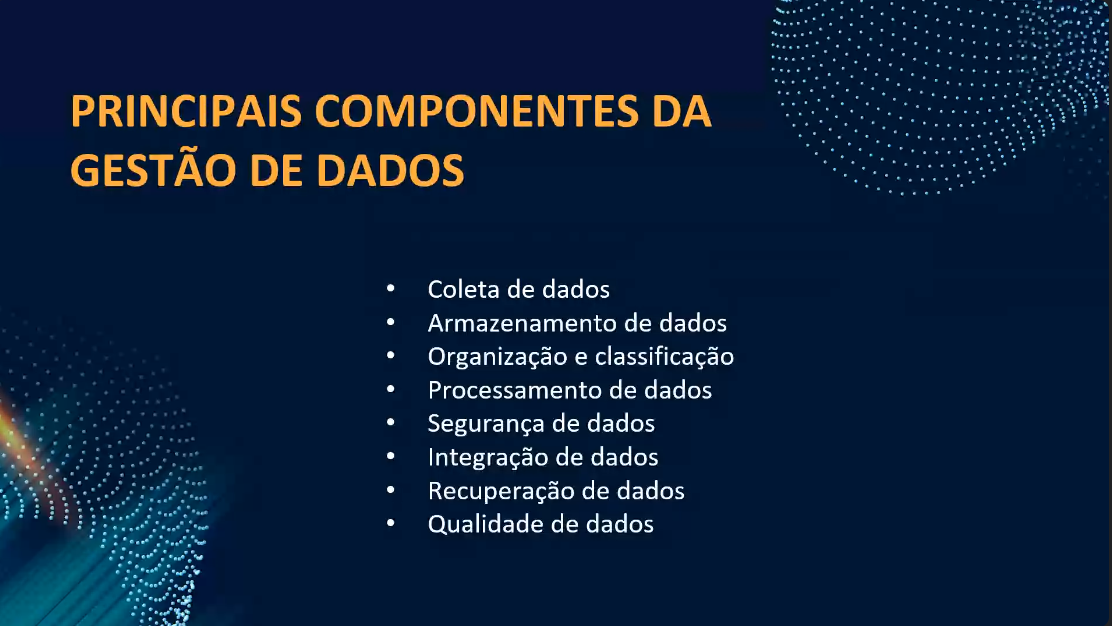 PRINCIPAIS COMPONENTES DA
GESTÃO DE DADOS
• Coleta de dados
• Armazenamento de dados
• Organização e classificação
• Processamento de dados
• Segurança de dados
• Integração de dados
• Recuperação de dados
• Qualidade de dados